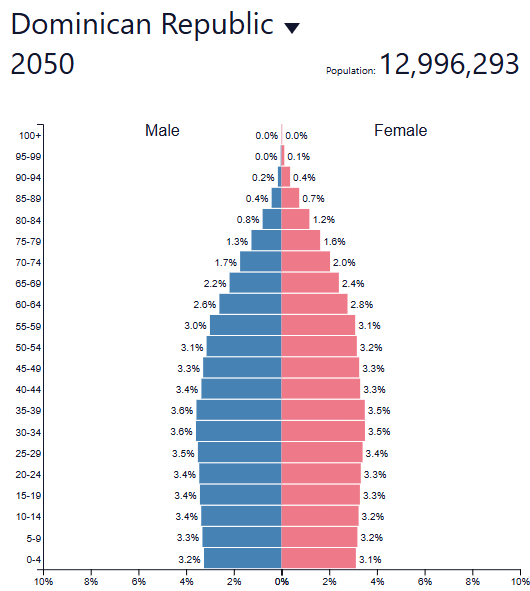 Dominican Republic
2050
Population: 12,996,293
Male Female
100+ 0.0% 0.0%
95-99 0.0% 0.1%
90-94 0.2% 0.4%
85-89 0.4% 0.7%
80-84 0.8% 1.2%
75-79 1.3% 1.6%
70-74 1.7% 2.0%
65-69 2.2% 2.4%
60-64 2.6% 2.8%
55-59 3.0% 3.1%
50-54 3.1% 3.2%
45-49 3.3% 3.3%
40-44 3.4% 3.3%
35-39 3.6% 3.5%
30-34 3.6% 3.5%
25-29 3.5% 3.4%
20-24 3.4% 3.3%
15-19 3.4% 3.3%
10-14 3.4% 3.2%
5-9 3.3% 3.2%
0-4 3.2% 3.1%
10% 8% 6% 4% 2% 0% 2% 4% 6% 8% 10%